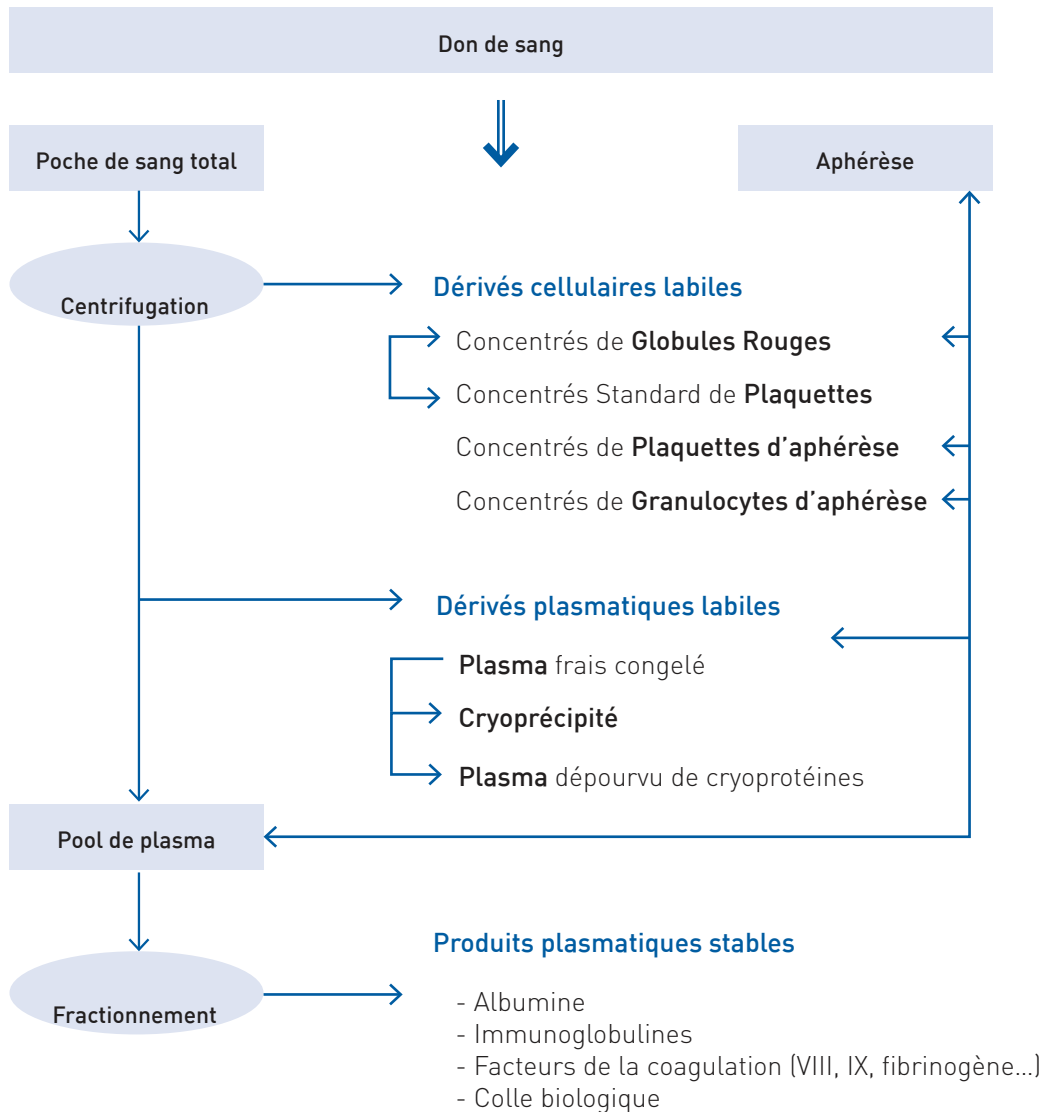 Don de sang
Poche de sang total
Aphérèse
Centrifugation
Dérivés cellulaires labiles
Concentrés de Globules Rouges
Concentrés Standard de Plaquettes
Concentrés de Plaquettes d'aphérèse
Concentrés de Granulocytes d'aphérèse
Dérivés plasmatiques labiles
Plasma frais congelé
Cryoprécipité
Plasma dépourvu de cryoprotéines
Pool de plasma
Produits plasmatiques stables
Fractionnement
- Albumine
- Immunoglobulines
- Facteurs de la coagulation (VIII, IX, fibrinogène...)
- Colle biologique